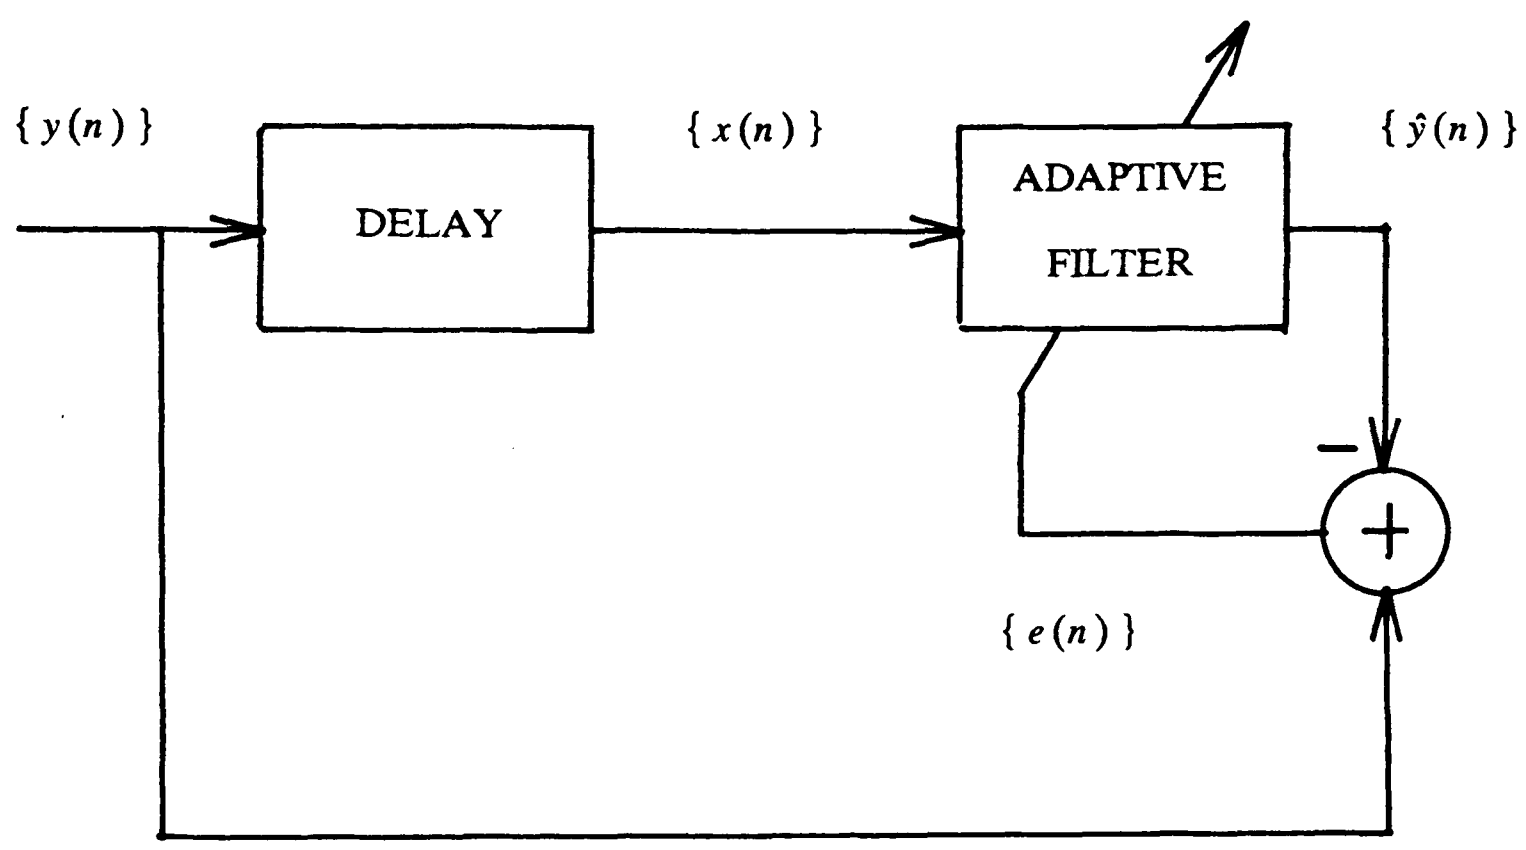 { y(n) }
DELAY
{ x(n) }
ADAPTIVE
FILTER
{ ŷ(n) }
−
+
{ e(n) }